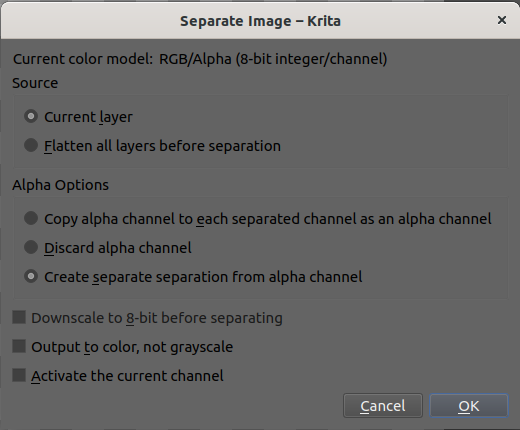 Separate Image – Krita
Current color model: RGB/Alpha (8-bit integer/channel)
Source
Current layer
Flatten all layers before separation
Alpha Options
Copy alpha channel to each separated channel as an alpha channel
Discard alpha channel
Create separate separation from alpha channel
Downscale to 8-bit before separating
Output to color, not grayscale
Activate the current channel
Cancel OK